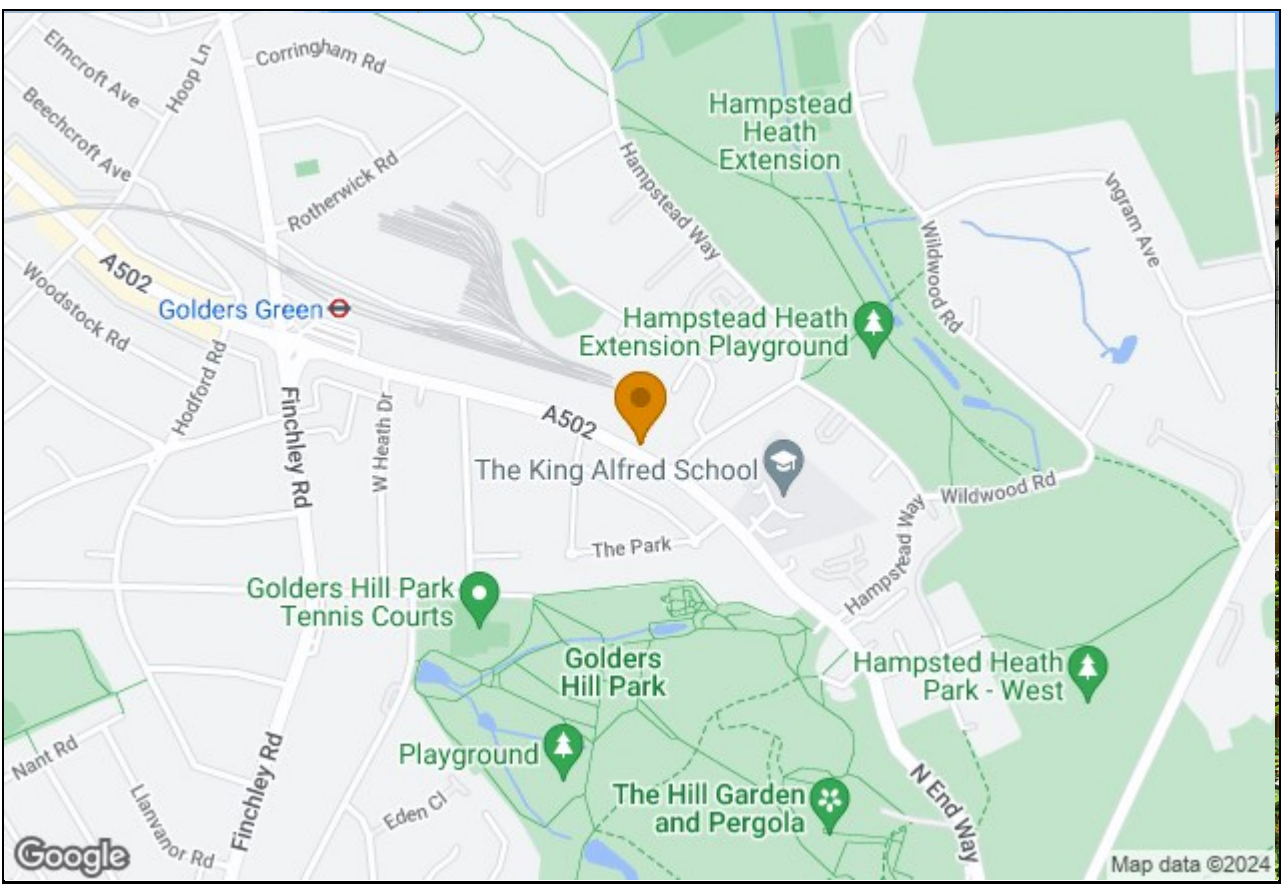 Elmcroft Ave
Hoop Ln
Corringham Rd
Beechcroft Ave
Rotherwick Rd
Hampstead
Heath
Extension
Hampstead Way
Ingram Ave
Wildwood Rd
A502
Woodstock Rd
Golders Green
Hampstead Heath
Extension Playground
Hodford Rd
Finchley Rd
W Heath Dr
A502
The King Alfred School
Wildwood Rd
The Park
Hampstead Way
Golders Hill Park
Tennis Courts
Golders
Hill Park
Hampsted Heath
Park - West
Nant Rd
Finchley Rd
Playground
Llanvanor Rd
Eden Cl
The Hill Garden
and Pergola
N End Way
Google
Map data ©2024